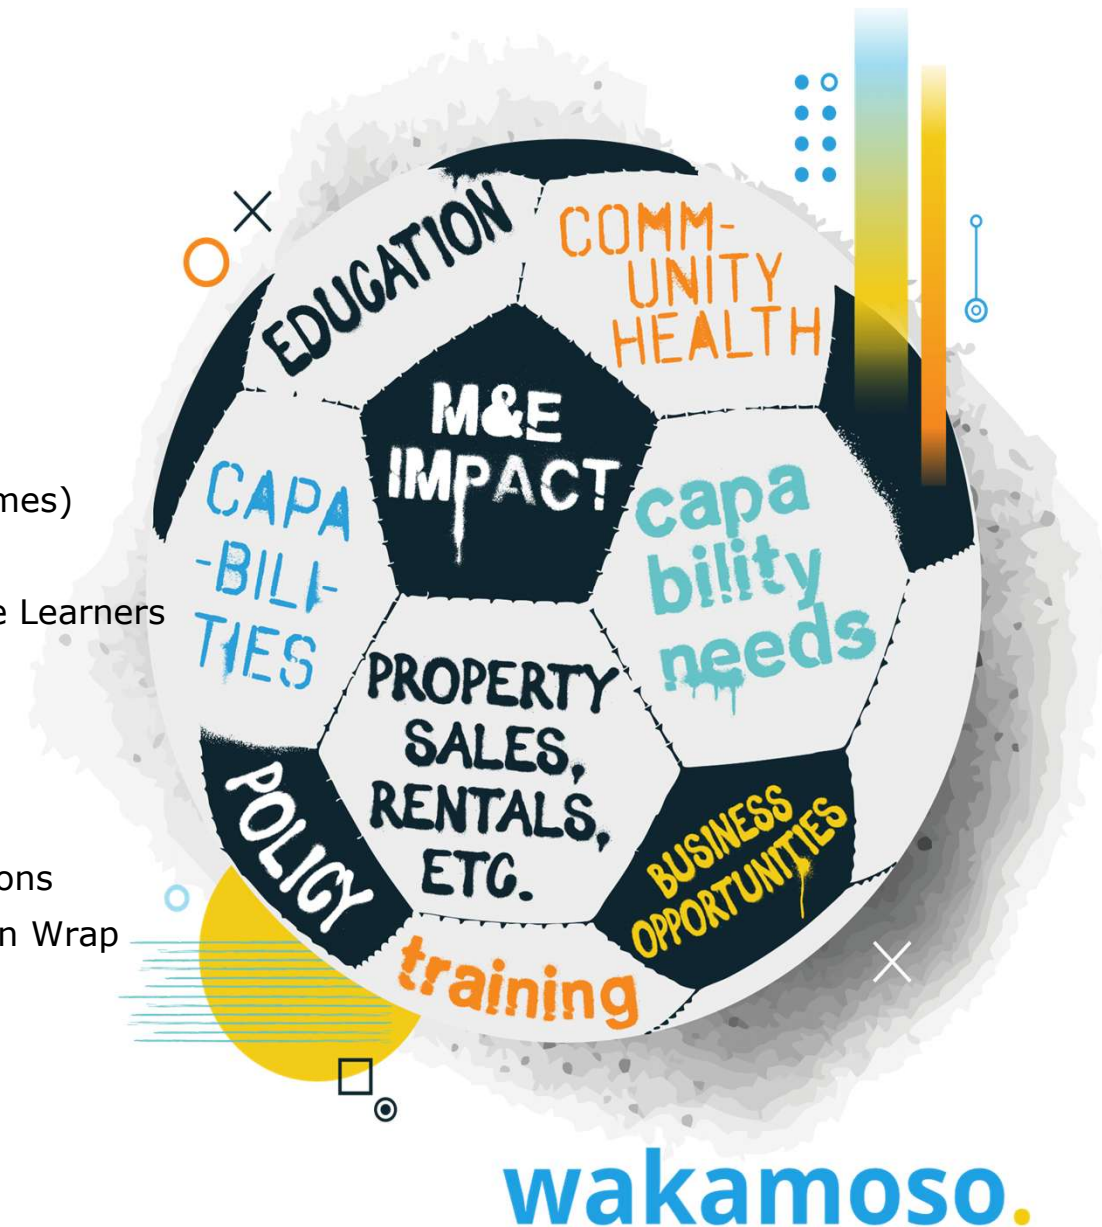 EDUCATION
COMM-
UNITY
HEALTH
M&E
IMPACT
CAPA
-BILI-
TIES
capa
bility
needs
mes)
e Learners
PROPERTY
SALES,
RENTALS,
ETC.
POLICY
BUSINESS
OPPORTUNITIES
ons
n Wrap
training
wakamoso.